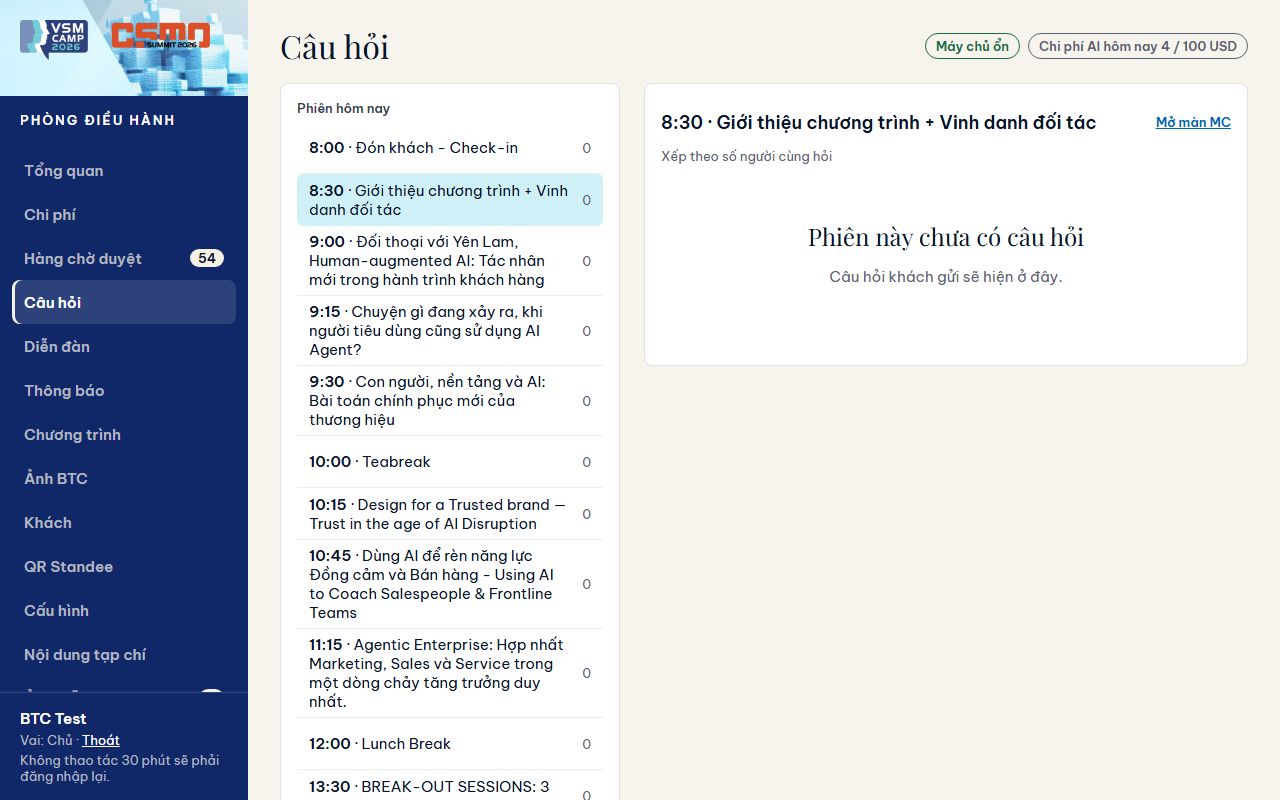 VSM
CAMP
2026
CSMO
SUMMIT 2026
PHÒNG ĐIỀU HÀNH
Tổng quan
Chi phí
Hàng chờ duyệt 54
Câu hỏi
Diễn đàn
Thông báo
Chương trình
Ảnh BTC
Khách
QR Standee
Cấu hình
Nội dung tạp chí
BTC Test
Vai: Chủ · Thoát
Không thao tác 30 phút sẽ phải
đăng nhập lại.
Câu hỏi
Máy chủ ổn
Chi phí AI hôm nay 4 / 100 USD
Phiên hôm nay
8:00 · Đón khách - Check-in 0
8:30 · Giới thiệu chương trình + Vinh
danh đối tác 0
9:00 · Đối thoại với Yên Lam,
Human-augmented AI: Tác nhân 0
mới trong hành trình khách hàng
9:15 · Chuyện gì đang xảy ra, khi
người tiêu dùng cũng sử dụng AI 0
Agent?
9:30 · Con người, nền tảng và AI:
Bài toán chính phục mới của 0
thương hiệu
10:00 · Teabreak 0
10:15 · Design for a Trusted brand —
Trust in the age of AI Disruption 0
10:45 · Dùng AI để rèn năng lực
Đồng cảm và Bán hàng - Using AI
to Coach Salespeople & Frontline 0
Teams
11:15 · Agentic Enterprise: Hợp nhất
Marketing, Sales và Service trong
một dòng chảy tăng trưởng duy 0
nhất.
12:00 · Lunch Break 0
13:30 · BREAK-OUT SESSIONS: 3
0
8:30 · Giới thiệu chương trình + Vinh danh đối tác
Mở màn MC
Xếp theo số người cùng hỏi
Phiên này chưa có câu hỏi
Câu hỏi khách gửi sẽ hiện ở đây.